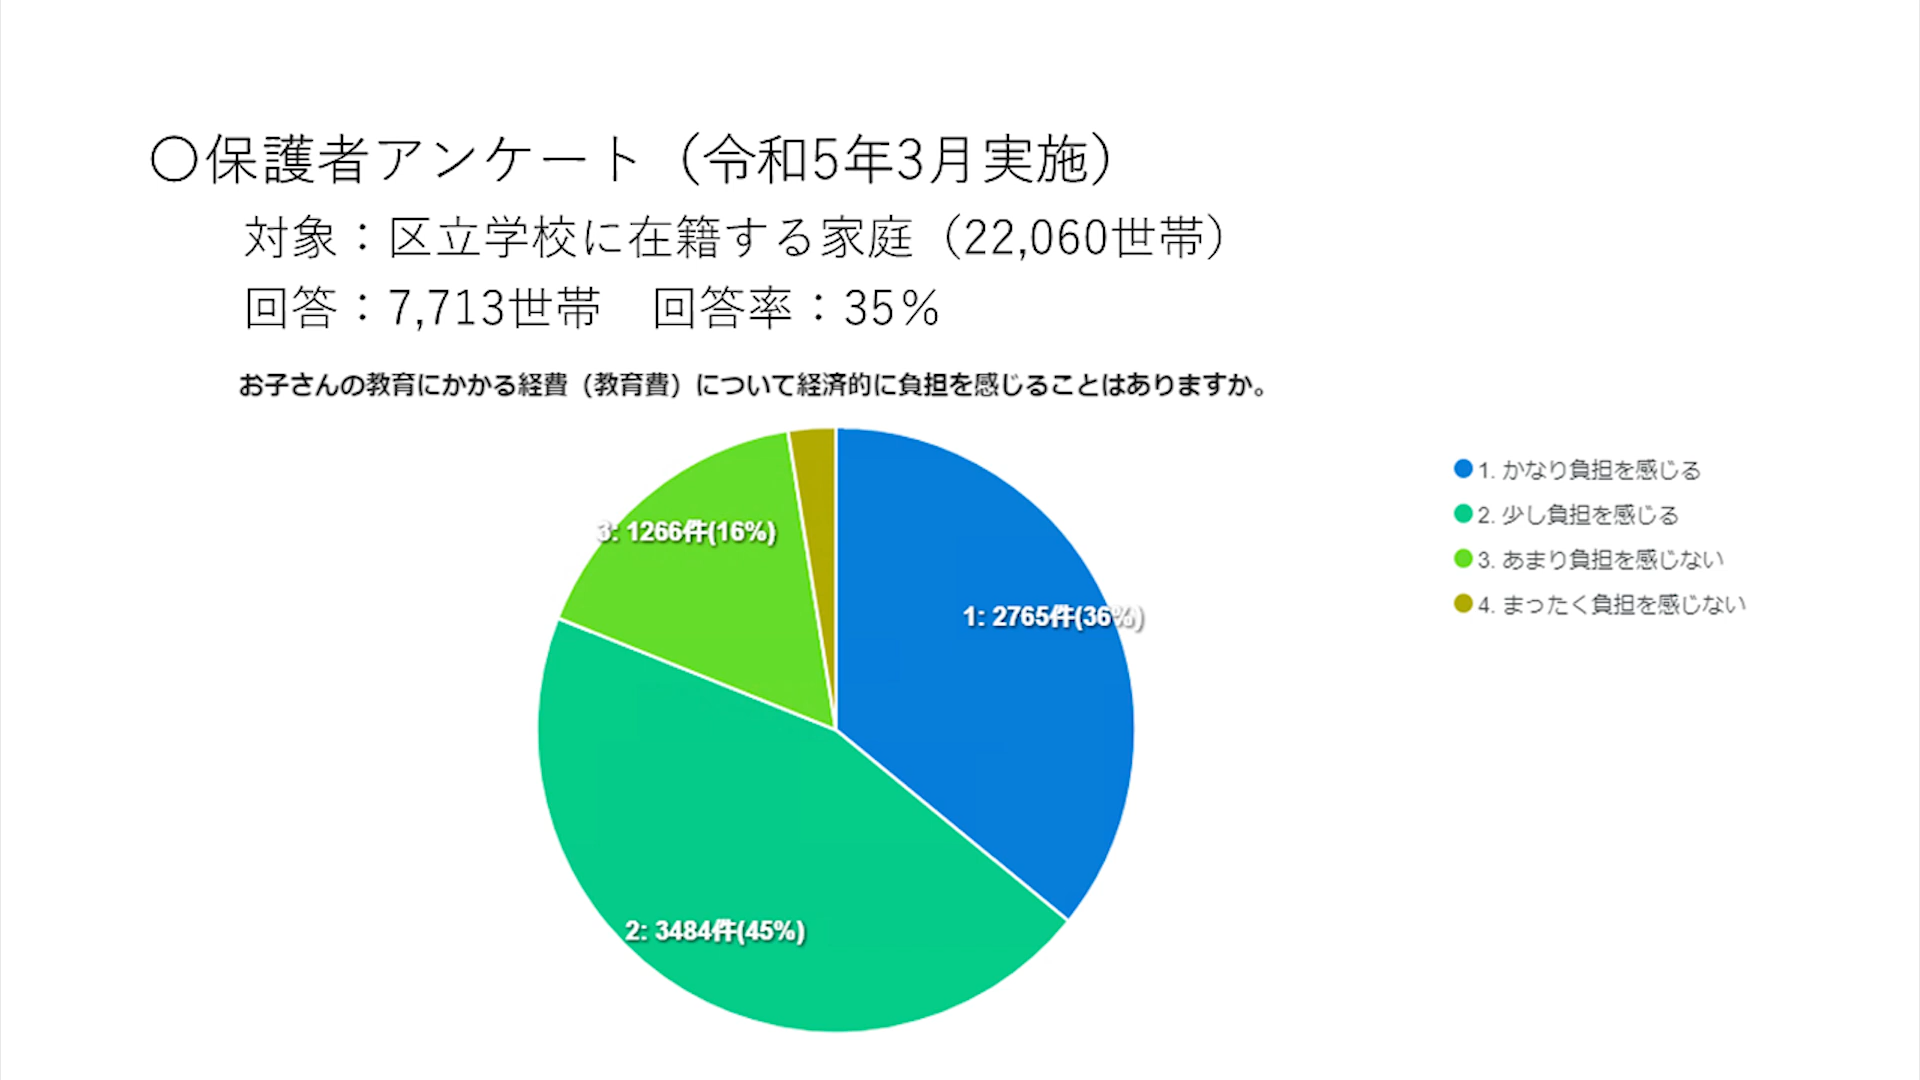 〇保護者アンケート（令和5年3月実施）
対象：区立学校に在籍する家庭（22,060世帯）
回答：7,713世帯　回答率：35％
お子さんの教育にかかる経費（教育費）について経済的に負担を感じることはありますか。
1. かなり負担を感じる
2. 少し負担を感じる
3. あまり負担を感じない
4. まったく負担を感じない
3: 1266件(16%)
1: 2765件(36%)
2: 3484件(45%)